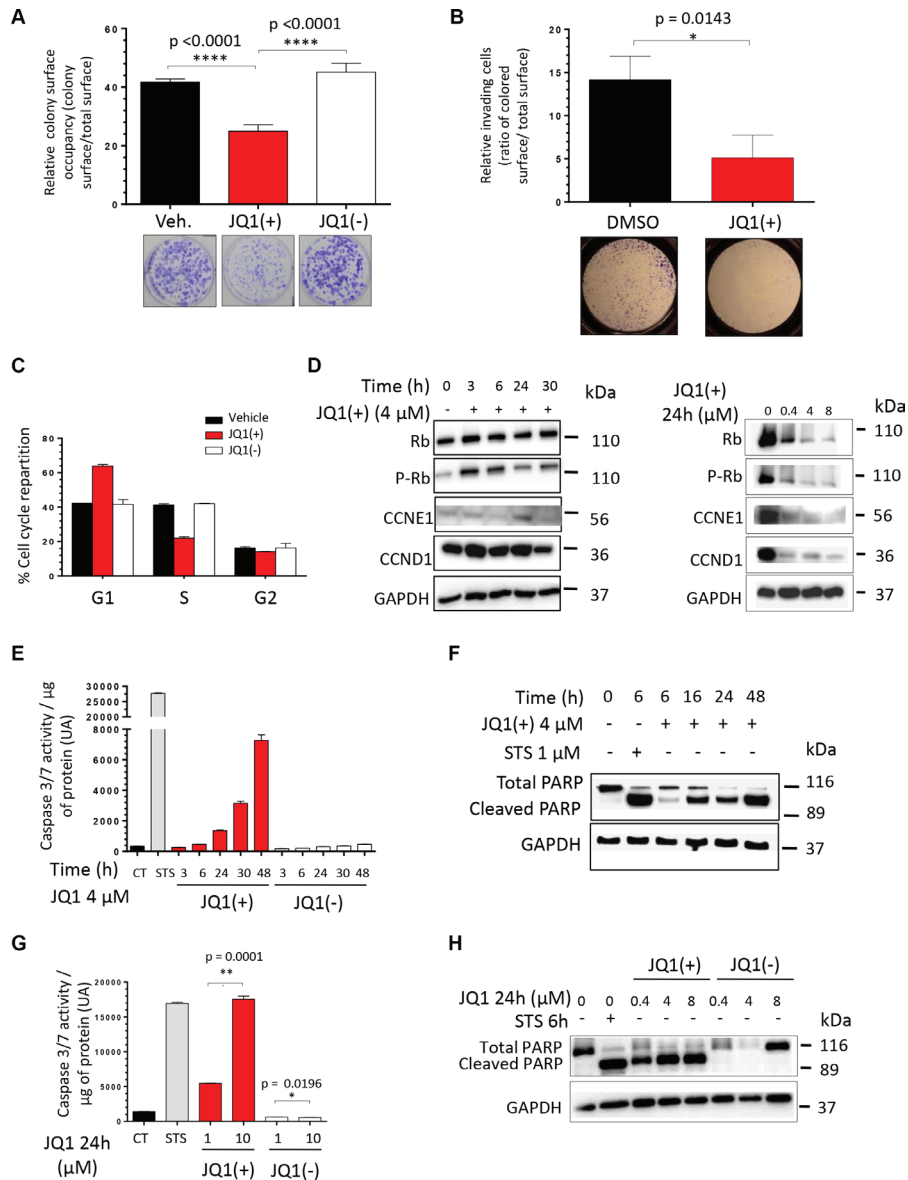 A
p <0.0001
p <0.0001
****
****
Relative colony surface
occupancy (colony
surface/total surface)
60
40
20
0
Veh.
JQ1(+)
JQ1(-)
B
p = 0.0143
*
Relative invading cells
(ratio of colored
surface/ total surface)
20
15
10
5
0
DMSO
JQ1(+)
C
Vehicle
JQ1(+)
JQ1(-)
% Cell cycle repartition
80
60
40
20
0
G1
S
G2
D
Time (h) 0 3 6 24 30 kDa
JQ1(+) (4 µM) - + + + +
Rb 110
P-Rb 110
CCNE1 56
CCND1 36
GAPDH 37
JQ1(+)
24h (µM) 0 0.4 4 8 kDa
Rb 110
P-Rb 110
CCNE1 56
CCND1 36
GAPDH 37
E
Caspase 3/7 activity / µg
of protein (UA)
30000
25000
20000
8000
6000
4000
2000
0
Time (h) CT STS 3 6 24 30 48 3 6 24 30 48
JQ1 4 µM JQ1(+) JQ1(-)
F
Time (h) 0 6 6 16 24 48
JQ1(+) 4 µM - - + + + +
STS 1 µM - + - - - - kDa
Total PARP 116
Cleaved PARP 89
GAPDH 37
G
p = 0.0001
**
p = 0.0196
*
Caspase 3/7 activity /
µg of protein (UA)
20000
15000
10000
5000
0
CT STS 1 10 1 10
JQ1 24h
(µM)
JQ1(+) JQ1(-)
H
JQ1(+) JQ1(-)
JQ1 24h (µM) 0 0 0.4 4 8 0.4 4 8
STS 6h - + - - - - - - kDa
Total PARP 116
Cleaved PARP 89
GAPDH 37